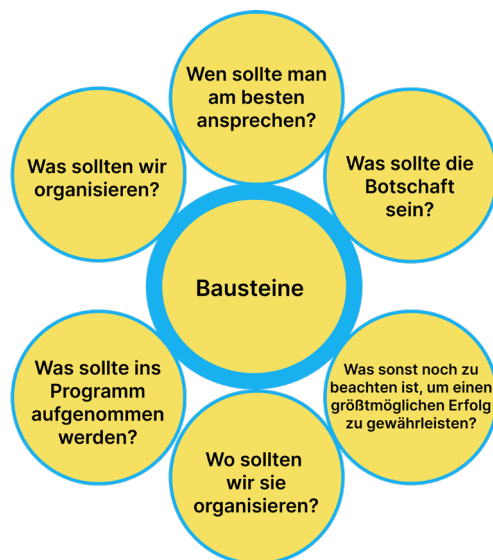 Wen sollte man
am besten
ansprechen?
Was sollten wir
organisieren?
Was sollte die
Botschaft
sein?
Bausteine
Was sollte ins
Programm
aufgenommen
werden?
Was sonst noch zu
beachten ist, um einen
größtmöglichen Erfolg
zu gewährleisten?
Wo sollten
wir sie
organisieren?